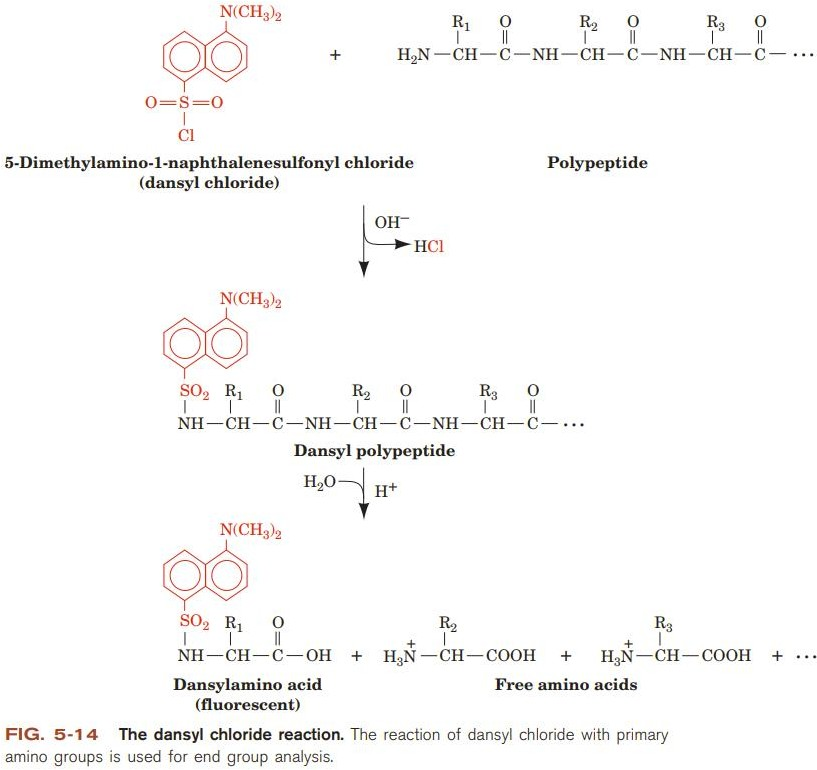 N(CH₃)₂
R₁ O R₂ O R₃ O
+ H₂N—CH—C—NH—CH—C—NH—CH—C— ···
O=S=O
Cl
5-Dimethylamino-1-naphthalenesulfonyl chloride Polypeptide
(dansyl chloride)
OH⁻
HCl
N(CH₃)₂
SO₂ R₁ O R₂ O R₃ O
NH—CH—C—NH—CH—C—NH—CH—C— ···
Dansyl polypeptide
H₂O H⁺
N(CH₃)₂
SO₂ R₁ O R₂ R₃
NH—CH—C—OH + H₃N⁺—CH—COOH + H₃N⁺—CH—COOH + ···
Dansylamino acid Free amino acids
(fluorescent)
FIG. 5-14 The dansyl chloride reaction. The reaction of dansyl chloride with primary
amino groups is used for end group analysis.